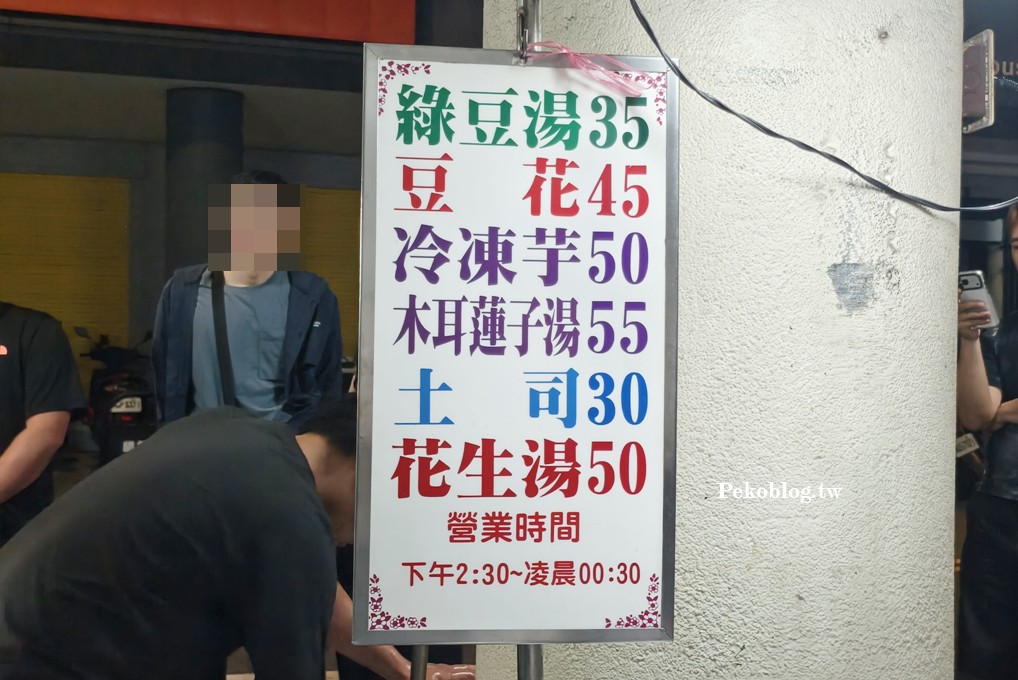 綠豆湯35
豆花45
冷凍芋50
木耳蓮子湯55
土司30
花生湯50
營業時間
下午2:30~凌晨00:30
Pekoblog.tw